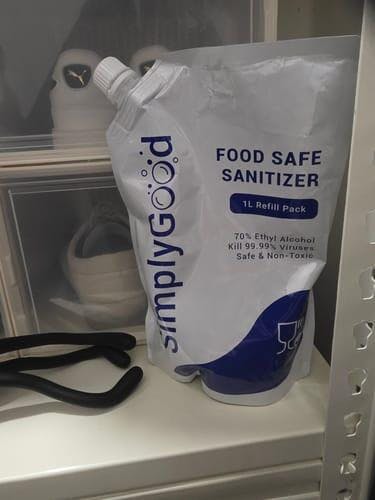 simplyGood
FOOD SAFE
SANITIZER
1L Refill Pack
70% Ethyl Alcohol
Kill 99.99% Viruses
Safe & Non-Toxic